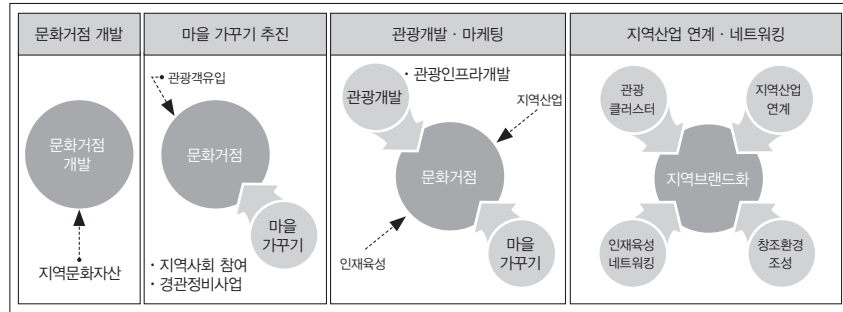 문화거점 개발
마을 가꾸기 추진
관광개발 · 마케팅
지역산업 연계 · 네트워킹
문화거점
개발
지역문화자산
관광객유입
문화거점
마을
가꾸기
· 지역사회 참여
· 경관정비사업
· 관광인프라개발
관광개발
지역산업
문화거점
인재육성
마을
가꾸기
관광
클러스터
지역산업
연계
지역브랜드화
인재육성
네트워킹
창조환경
조성